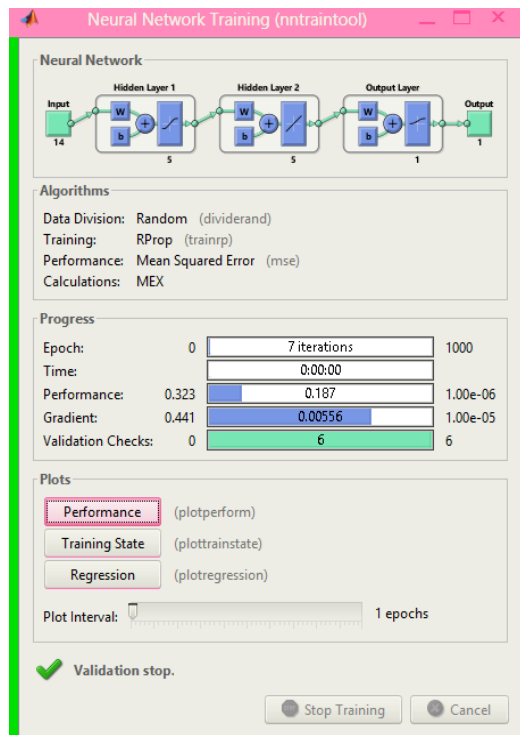 Neural Network Training (nntraintool)
Neural Network
Hidden Layer 1 Hidden Layer 2 Output Layer
Input Output
W W W
b b b
14 5 5 1 1
Algorithms
Data Division: Random (dividerand)
Training: RProp (trainrp)
Performance: Mean Squared Error (mse)
Calculations: MEX
Progress
Epoch: 0 7 iterations 1000
Time: 0:00:00
Performance: 0.323 0.187 1.00e-06
Gradient: 0.441 0.00556 1.00e-05
Validation Checks: 0 6 6
Plots
Performance (plotperform)
Training State (plottrainstate)
Regression (plotregression)
Plot Interval: 1 epochs
Validation stop.
Stop Training Cancel